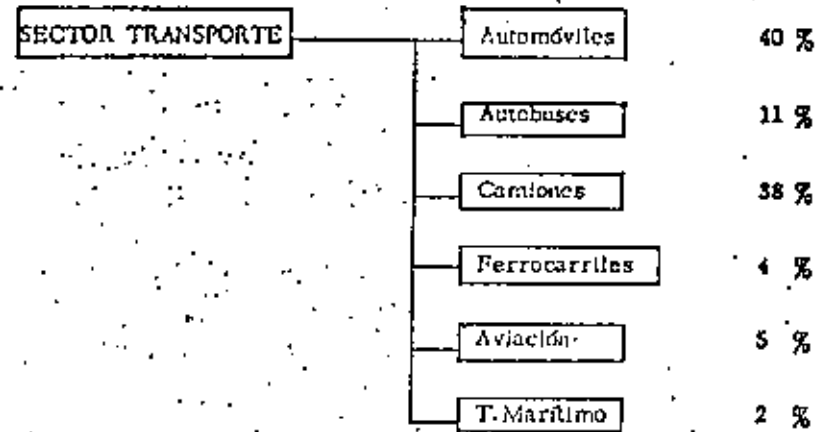 SECTOR TRANSPORTE
Automóviles 40 %
Autobuses 11 %
Camiones 38 %
Ferrocarriles 4 %
Aviación 5 %
T. Marítimo 2 %